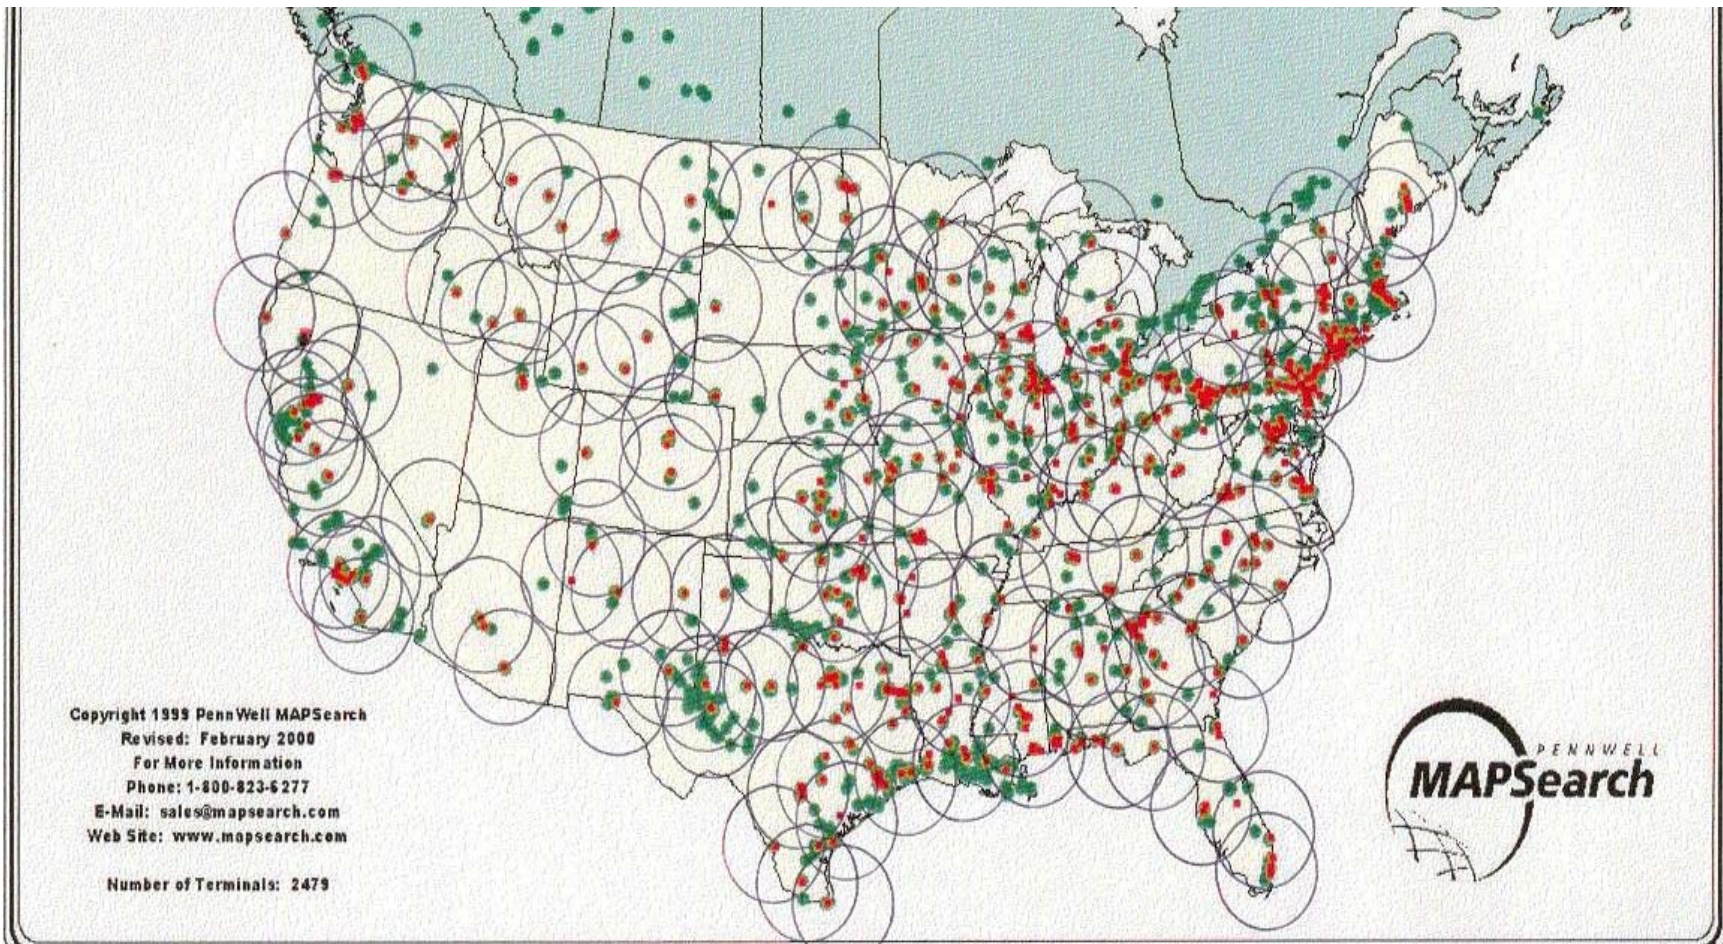 Copyright 1999 PennWell MAPSearch
Revised: February 2000
For More Information
Phone: 1-800-823-6277
E-Mail: sales@mapsearch.com
Web Site: www.mapsearch.com
Number of Terminals: 2479
PENNWELL
MAPSearch